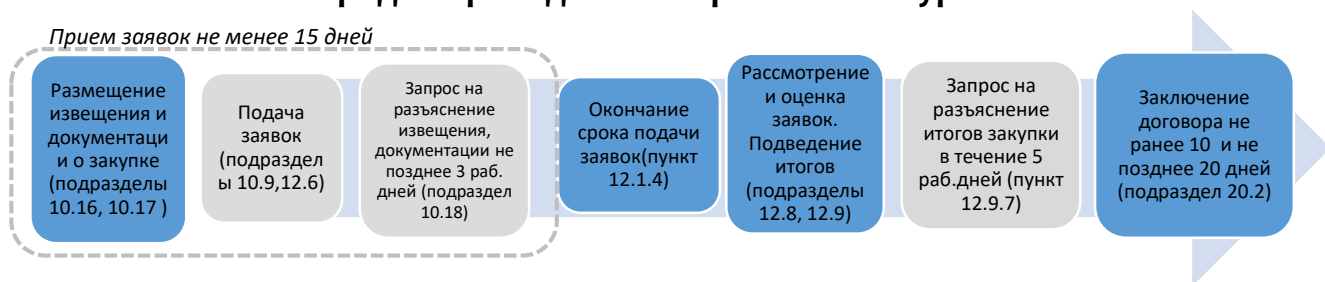 Прием заявок не менее 15 дней
Размещение
извещения и
документаци
и о закупке
(подразделы
10.16, 10.17 )
Подача
заявок
(подраздел
ы 10.9,12.6)
Запрос на
разъяснение
извещения,
документации не
позднее 3 раб.
дней (подраздел
10.18)
Окончание
срока подачи
заявок(пункт
12.1.4)
Рассмотрение
и оценка
заявок.
Подведение
итогов
(подразделы
12.8, 12.9)
Запрос на
разъяснение
итогов закупки
в течение 5
раб.дней (пункт
12.9.7)
Заключение
договора не
ранее 10 и не
позднее 20 дней
(подраздел 20.2)